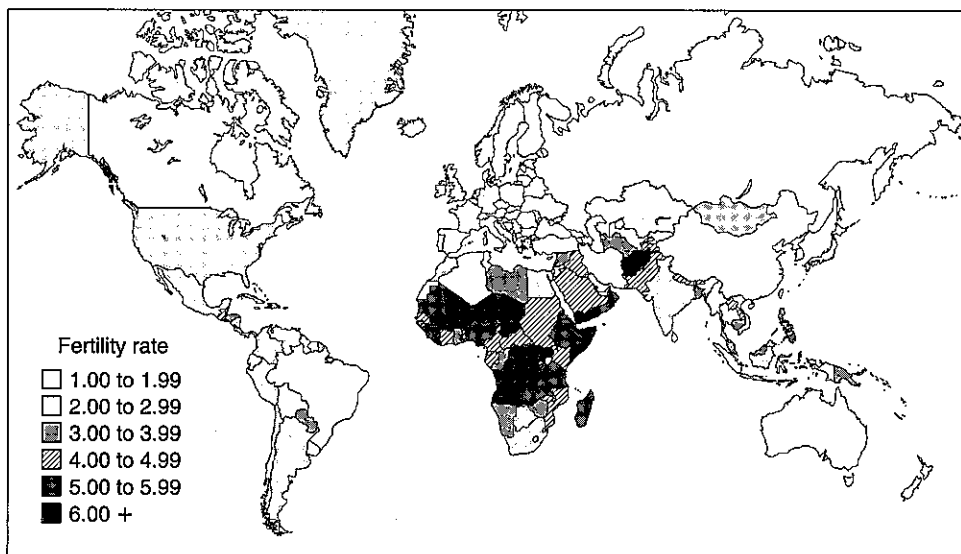 Fertility rate
1.00 to 1.99
2.00 to 2.99
3.00 to 3.99
4.00 to 4.99
5.00 to 5.99
6.00 +